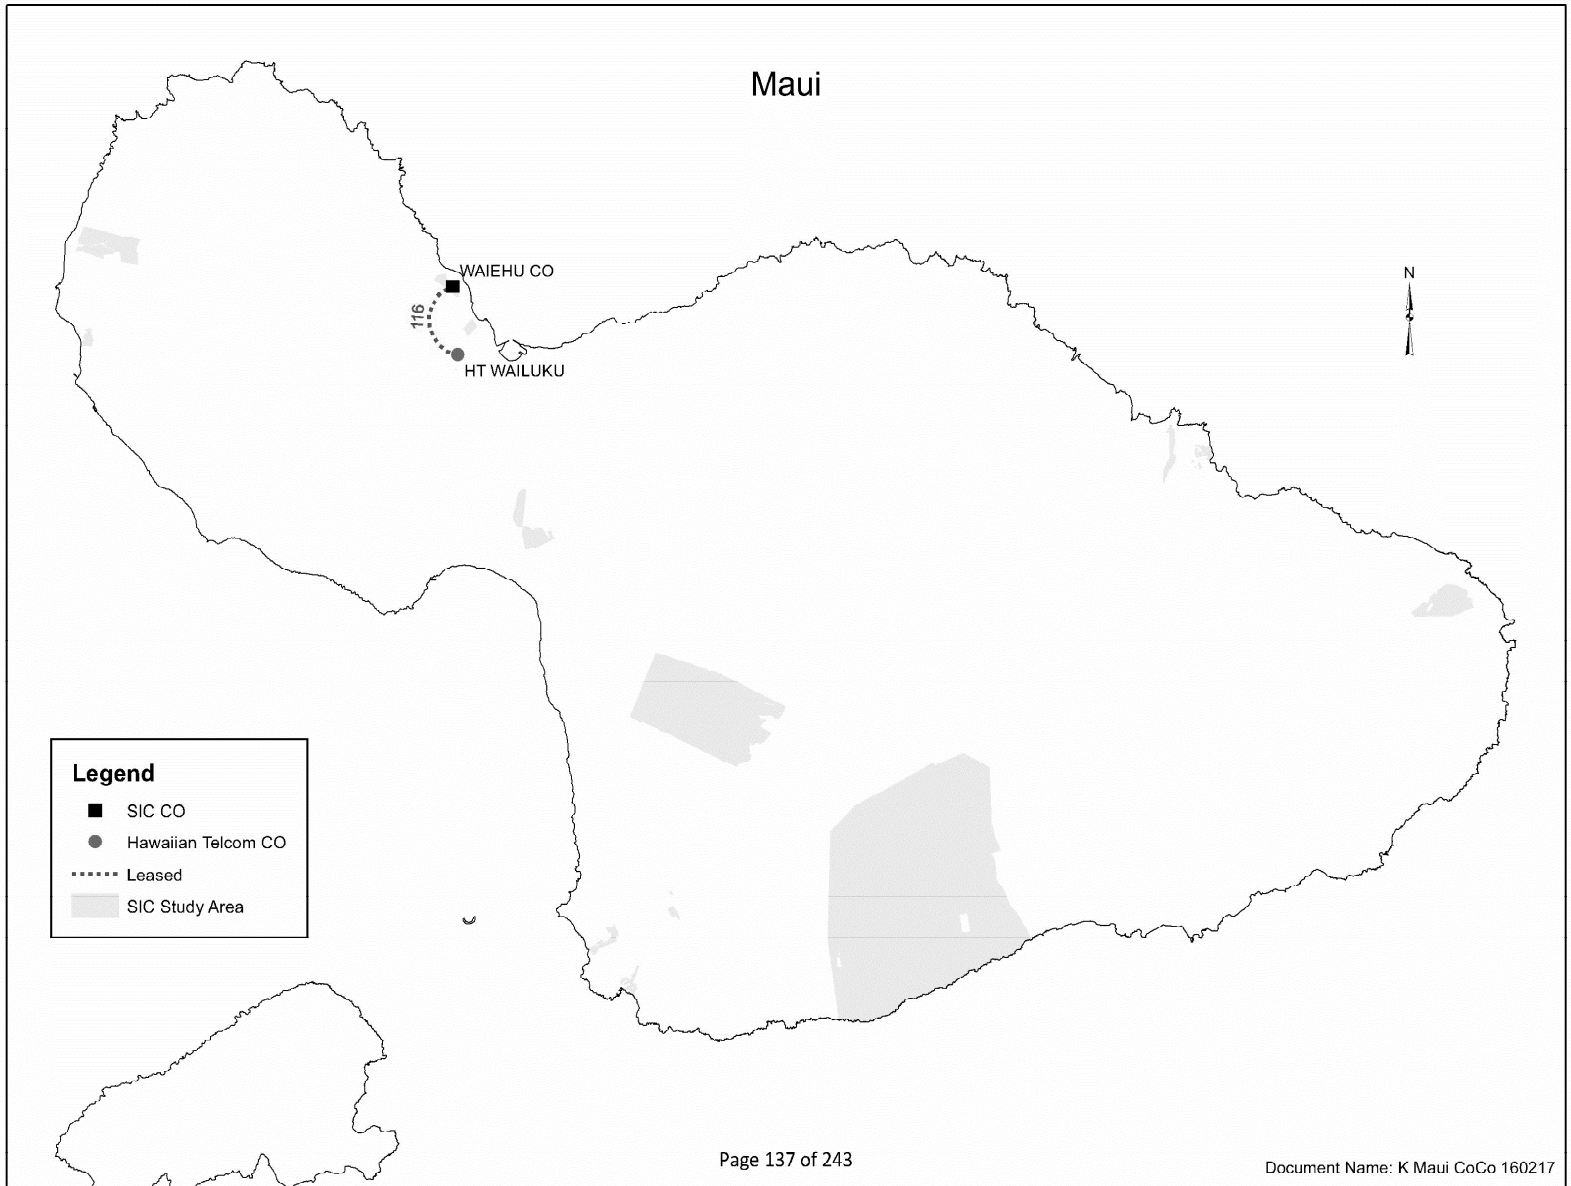 Maui
WAIEHU CO
N
116
HT WAILUKU
Legend
SIC CO
Hawaiian Telcom CO
Leased
SIC Study Area
Page 137 of 243
Document Name: K Maui CoCo 160217